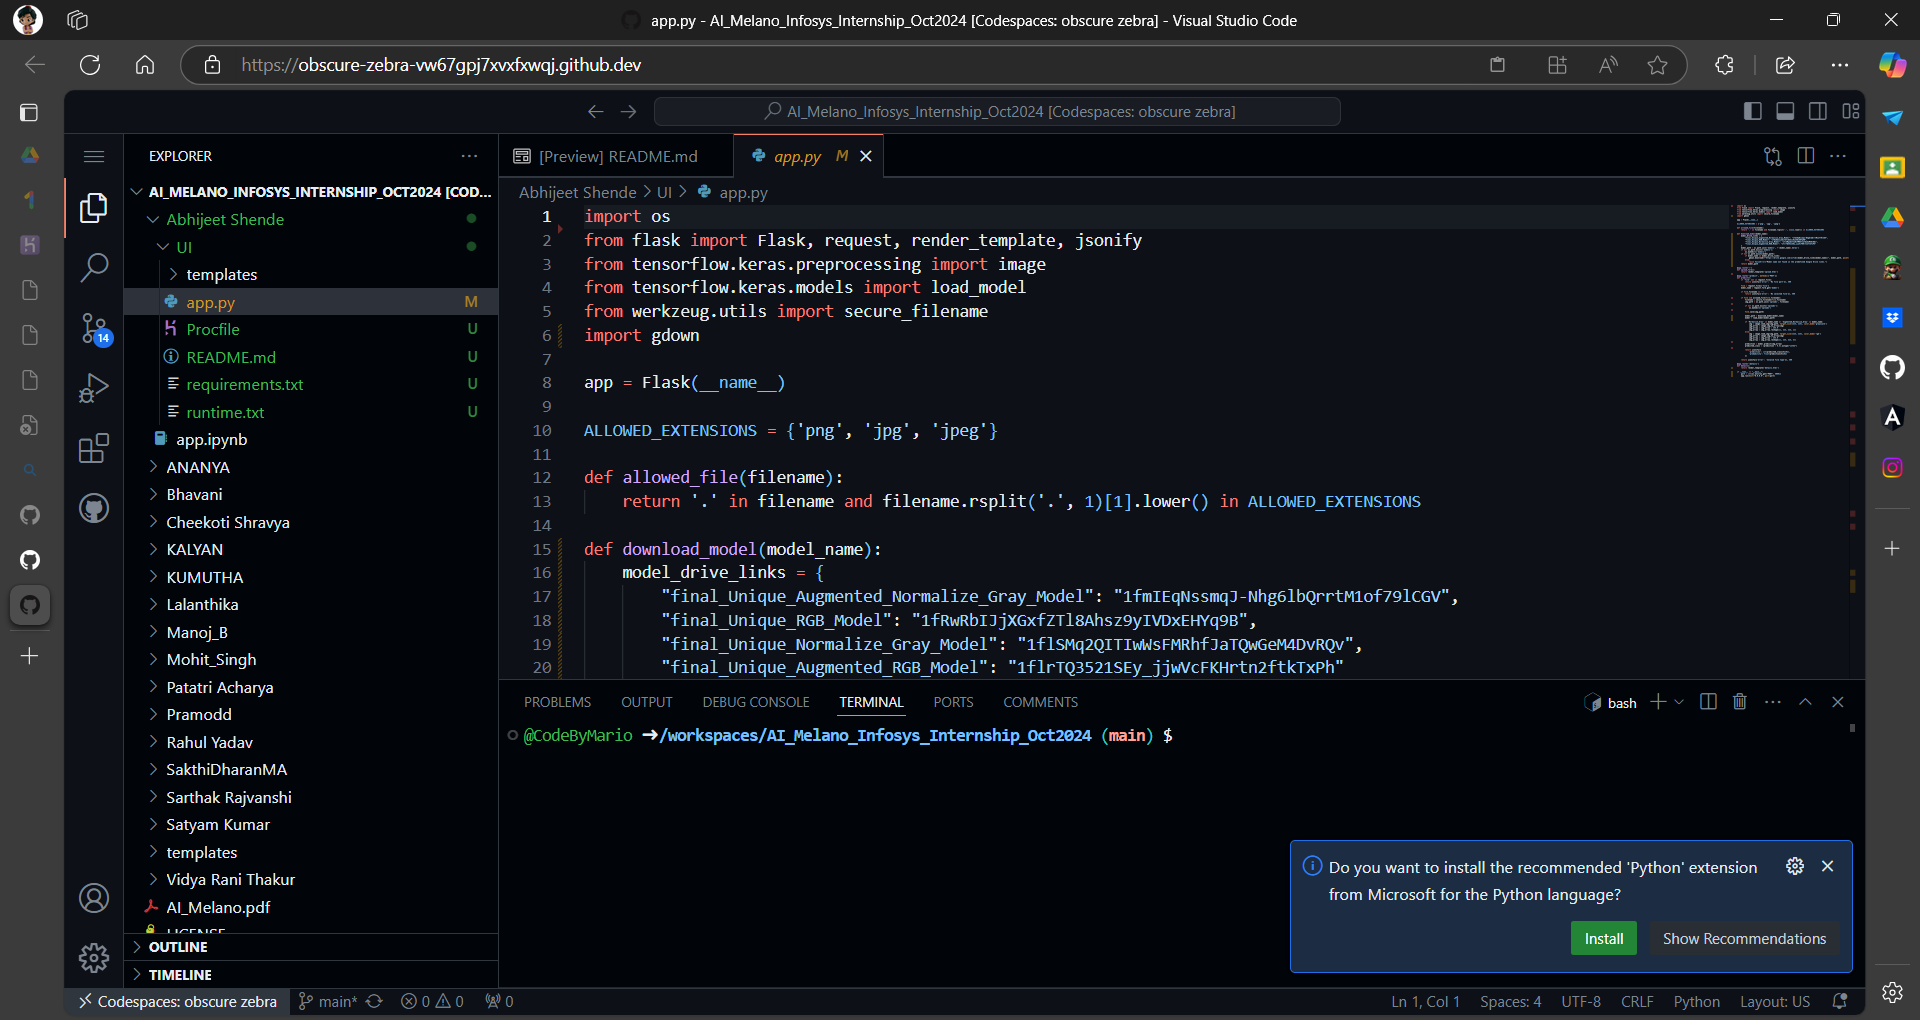 app.py - AI_Melano_Infosys_Internship_Oct2024 [Codespaces: obscure zebra] - Visual Studio Code
https://obscure-zebra-vw67gpj7xvxfxwqj.github.dev
AI_Melano_Infosys_Internship_Oct2024 [Codespaces: obscure zebra]
EXPLORER
AI_MELANO_INFOSYS_INTERNSHIP_OCT2024 [COD...
Abhijeet Shende
UI
templates
app.py M
Procfile U
README.md U
requirements.txt U
runtime.txt U
app.ipynb
ANANYA
Bhavani
Cheekoti Shravya
KALYAN
KUMUTHA
Lalanthika
Manoj_B
Mohit_Singh
Patatri Acharya
Pramodd
Rahul Yadav
SakthiDharanMA
Sarthak Rajvanshi
Satyam Kumar
templates
Vidya Rani Thakur
AI_Melano.pdf
LICENSE
OUTLINE
TIMELINE
14
[Preview] README.md
app.py M
Abhijeet Shende > UI > app.py
1 import os
2 from flask import Flask, request, render_template, jsonify
3 from tensorflow.keras.preprocessing import image
4 from tensorflow.keras.models import load_model
5 from werkzeug.utils import secure_filename
6 import gdown
7
8 app = Flask(__name__)
9
10 ALLOWED_EXTENSIONS = {'png', 'jpg', 'jpeg'}
11
12 def allowed_file(filename):
13 return '.' in filename and filename.rsplit('.', 1)[1].lower() in ALLOWED_EXTENSIONS
14
15 def download_model(model_name):
16 model_drive_links = {
17 "final_Unique_Augmented_Normalize_Gray_Model": "1fmIEqNssmqJ-Nhg6lbQrrtM1of79lCGV",
18 "final_Unique_RGB_Model": "1fRwRbIJjXGxfZTl8Ahsz9yIVDxEHYq9B",
19 "final_Unique_Normalize_Gray_Model": "1flSMq2QITIwWsFMRhfJaTQwGeM4DvRQv",
20 "final_Unique_Augmented_RGB_Model": "1flrTQ3521SEy_jjwVcFKHrtn2ftkTxPh"
PROBLEMS OUTPUT DEBUG CONSOLE TERMINAL PORTS COMMENTS
bash
@CodeByMario →/workspaces/AI_Melano_Infosys_Internship_Oct2024 (main) $
Do you want to install the recommended 'Python' extension
from Microsoft for the Python language?
Install
Show Recommendations
Codespaces: obscure zebra main* 0 0 0
Ln 1, Col 1 Spaces: 4 UTF-8 CRLF Python Layout: US